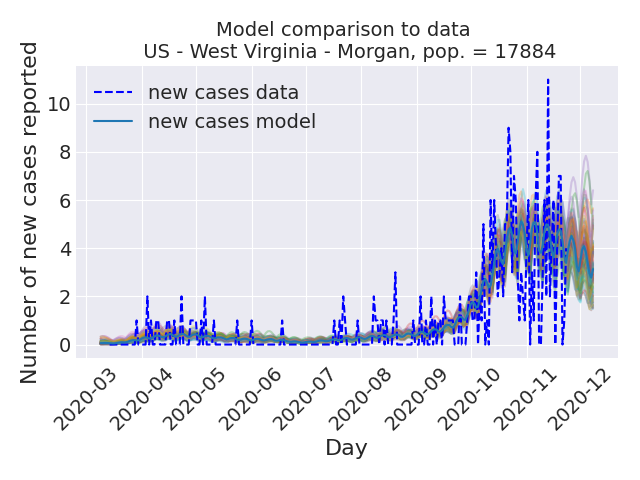 Model comparison to data
US - West Virginia - Morgan, pop. = 17884
Number of new cases reported
10
8
6
4
2
0
new cases data
new cases model
2020-03
2020-04
2020-05
2020-06
2020-07
2020-08
2020-09
2020-10
2020-11
2020-12
Day